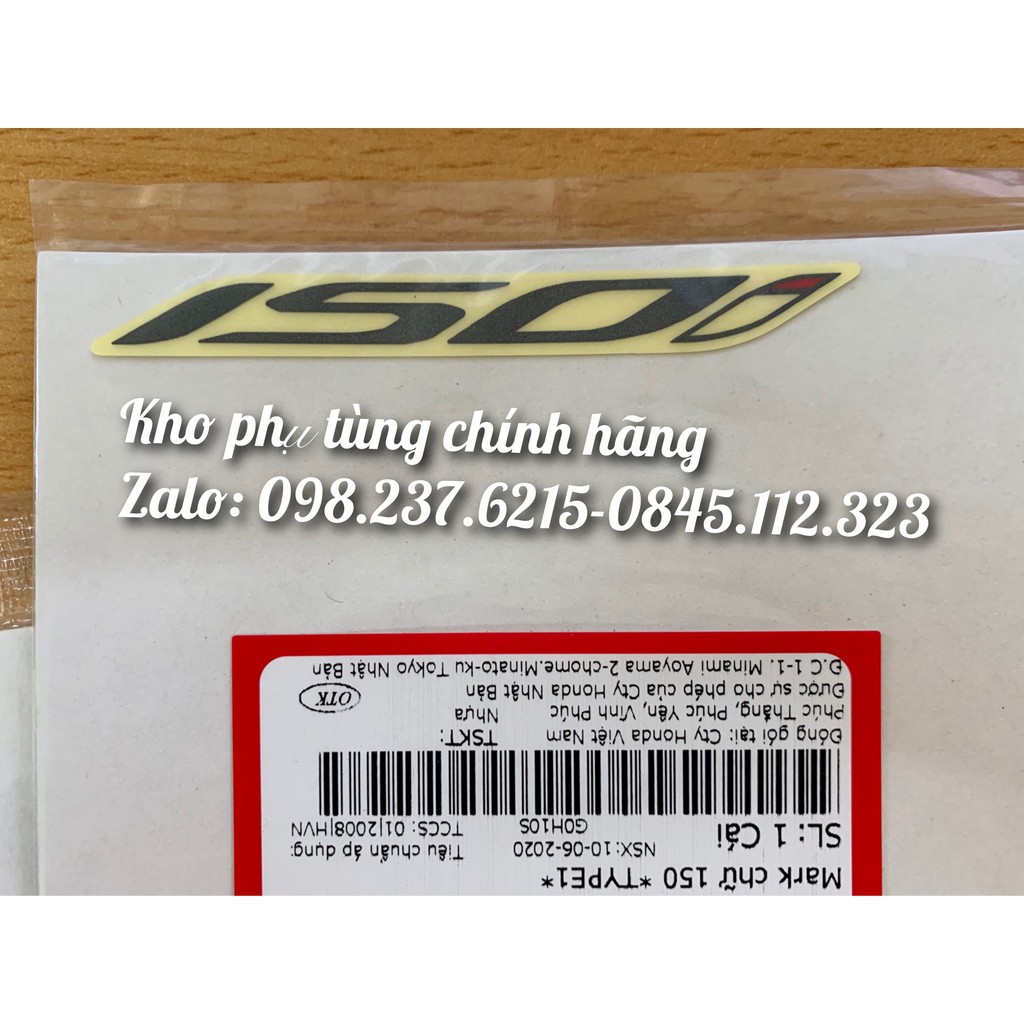 150i
Kho phụ tùng chính hãng
Zalo: 098.237.6215-0845.112.323
Mark chữ 150 *TYPE1*
SL: 1 Cái
NSX:10-06-2020
G0H10S
Tiêu chuẩn áp dụng:
TCCS: 01|2008|HVN
Đóng gói tại: Cty Honda Việt Nam
Phúc Thắng, Phúc Yên, Vĩnh Phúc
Được sự cho phép của Cty Honda Nhật Bản
Đ.C 1-1. Minami Aoyama 2-chome.Minato-ku Tokyo Nhật Bản
TSKT:
Nhựa
OTK